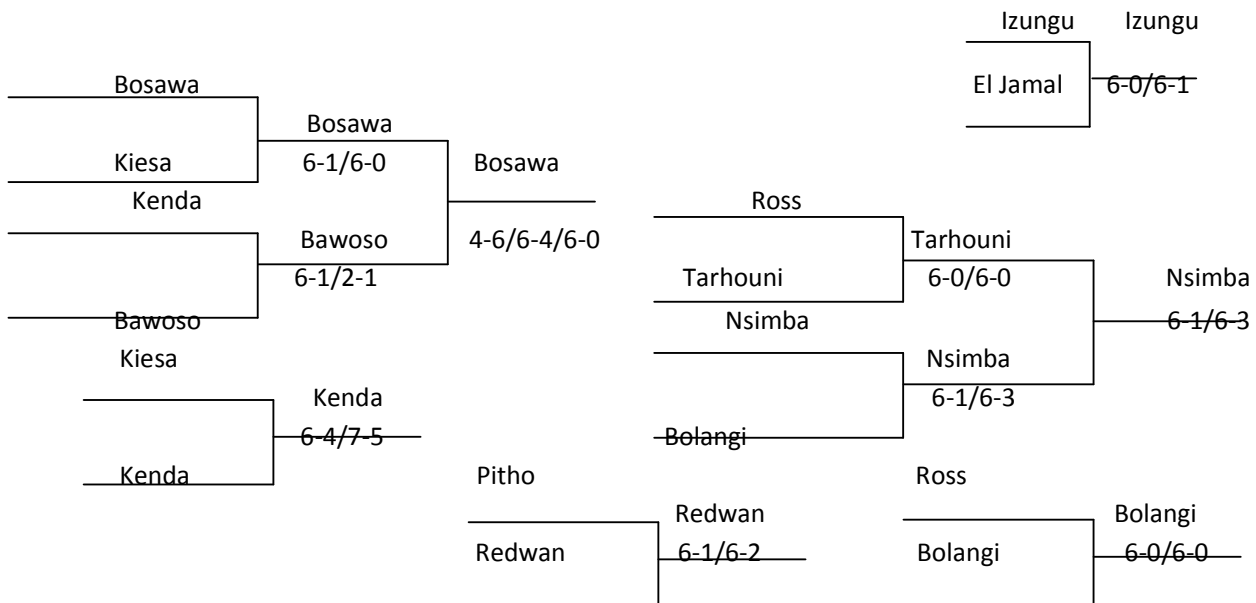 Izungu Izungu
El Jamal 6-0/6-1
Bosawa
Bosawa
Kiesa 6-1/6-0 Bosawa
Kenda
Bawoso 4-6/6-4/6-0
6-1/2-1
Bawoso
Ross
Tarhouni
Tarhouni 6-0/6-0 Nsimba
Nsimba 6-1/6-3
Nsimba
6-1/6-3
Bolangi
Kiesa
Kenda
6-4/7-5
Kenda
Pitho
Redwan
Redwan 6-1/6-2
Ross
Bolangi
Bolangi 6-0/6-0